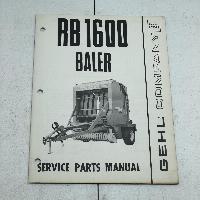 RB 1600
BALER
GEHL COMPANY
SERVICE PARTS MANUAL